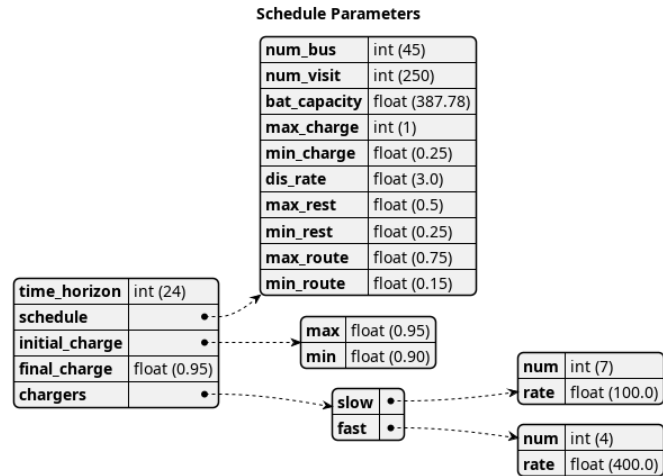 Schedule Parameters
num_bus int (45)
num_visit int (250)
bat_capacity float (387.78)
max_charge int (1)
min_charge float (0.25)
dis_rate float (3.0)
max_rest float (0.5)
min_rest float (0.25)
max_route float (0.75)
min_route float (0.15)
time_horizon int (24)
schedule
initial_charge
final_charge float (0.95)
chargers
max float (0.95)
min float (0.90)
slow
fast
num int (7)
rate float (100.0)
num int (4)
rate float (400.0)